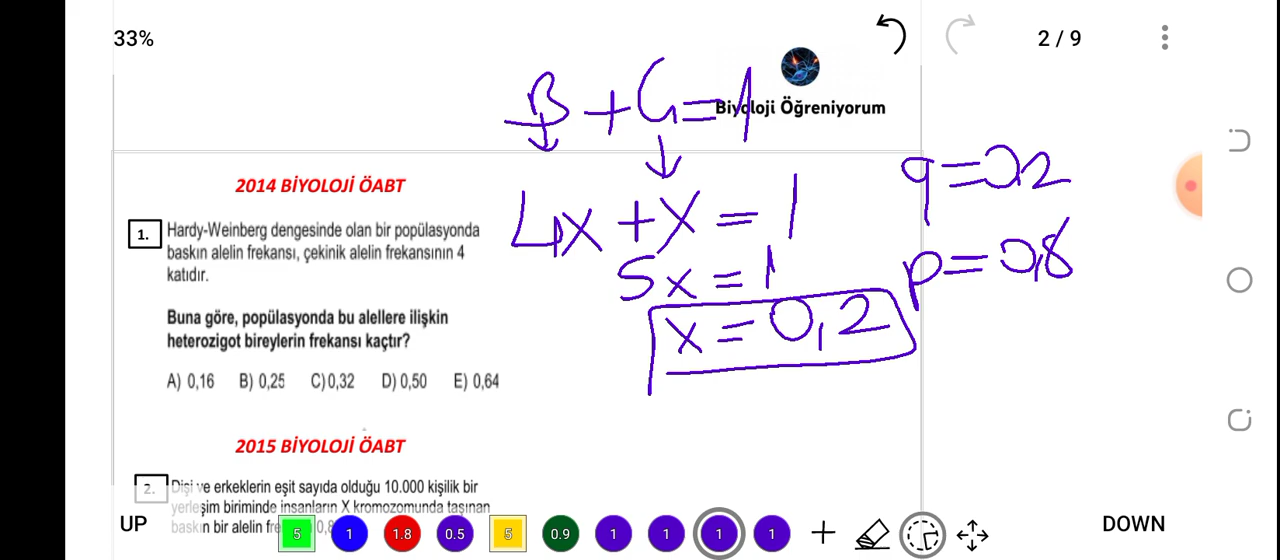 33%
2 / 9
B + Ç = 1
Biyoloji Öğreniyorum
4x + x = 1
5x = 1
x = 0,2
q = 0,2
p = 0,8
2014 BİYOLOJİ ÖABT
1.
Hardy-Weinberg dengesinde olan bir popülasyonda
baskın alelin frekansı, çekinik alelin frekansının 4
katıdır.
Buna göre, popülasyonda bu alellere ilişkin
heterozigot bireylerin frekansı kaçtır?
A) 0,16 B) 0,25 C) 0,32 D) 0,50 E) 0,64
2015 BİYOLOJİ ÖABT
2.
Dişi ve erkeklerin eşit sayıda olduğu 10.000 kişilik bir
yerleşim biriminde insanların X kromozomunda taşınan
baskın bir alelin
UP
5 1 1.8 0.5 5 0.9 1 1 1 1
DOWN